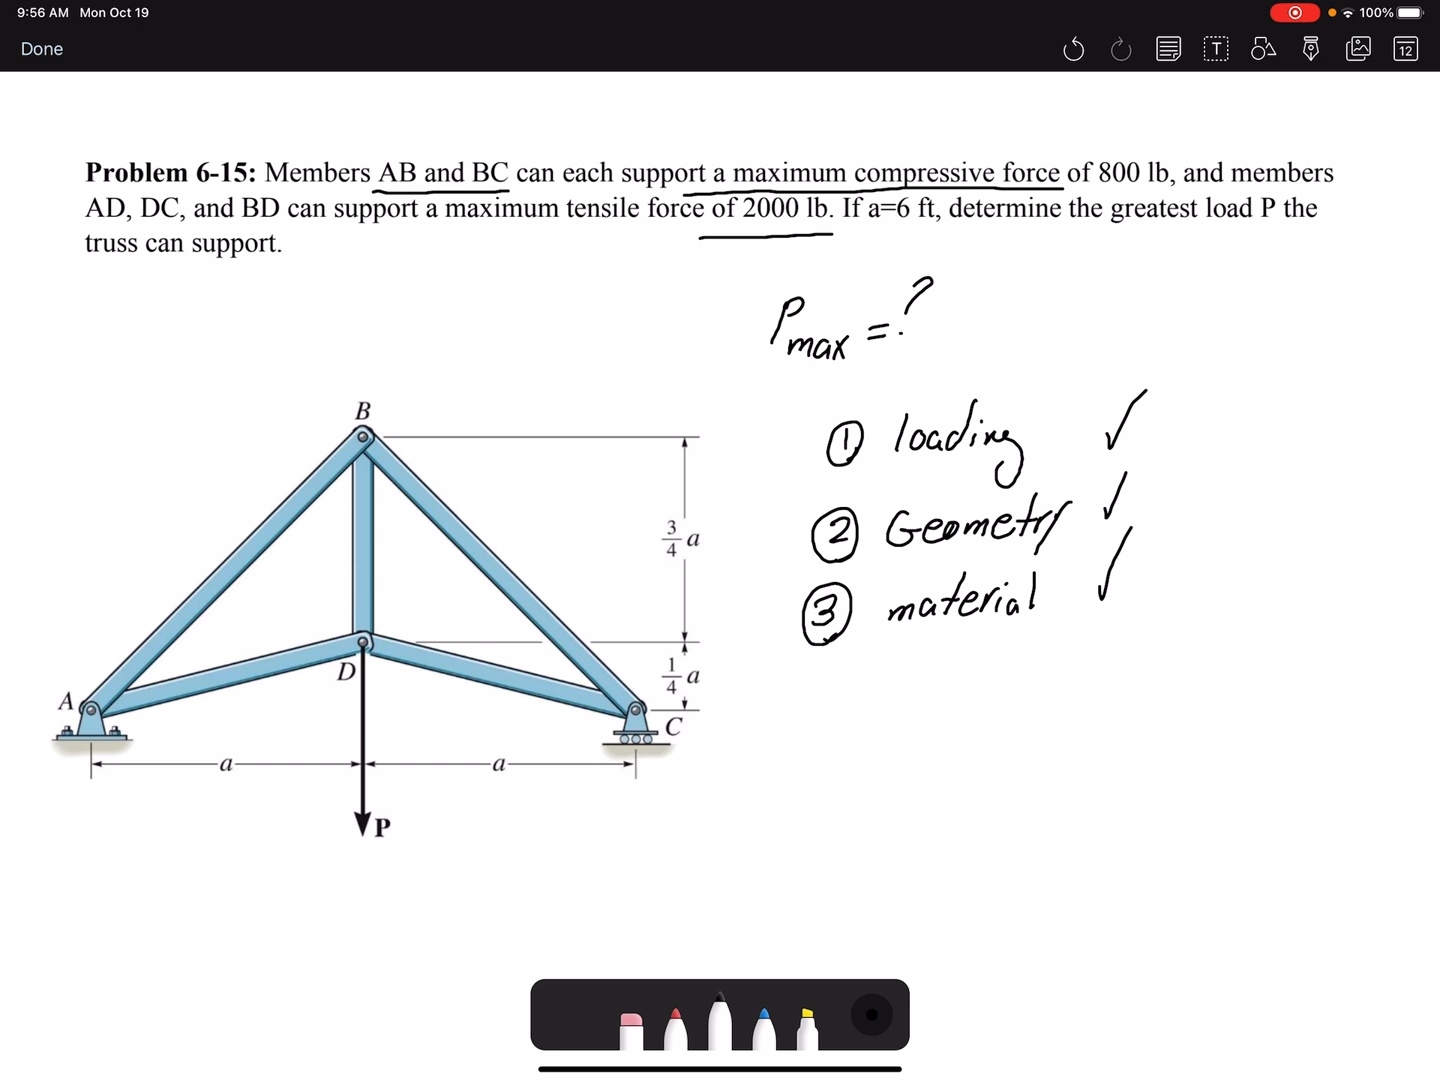 9:56 AM Mon Oct 19
100%
Done
T
12
Problem 6-15: Members AB and BC can each support a maximum compressive force of 800 lb, and members
AD, DC, and BD can support a maximum tensile force of 2000 lb. If a=6 ft, determine the greatest load P the
truss can support.
Pmax = ?
① loading ✓
② Geometry ✓
③ material ✓
B
3/4 a
D
1/4 a
A
C
a
a
P